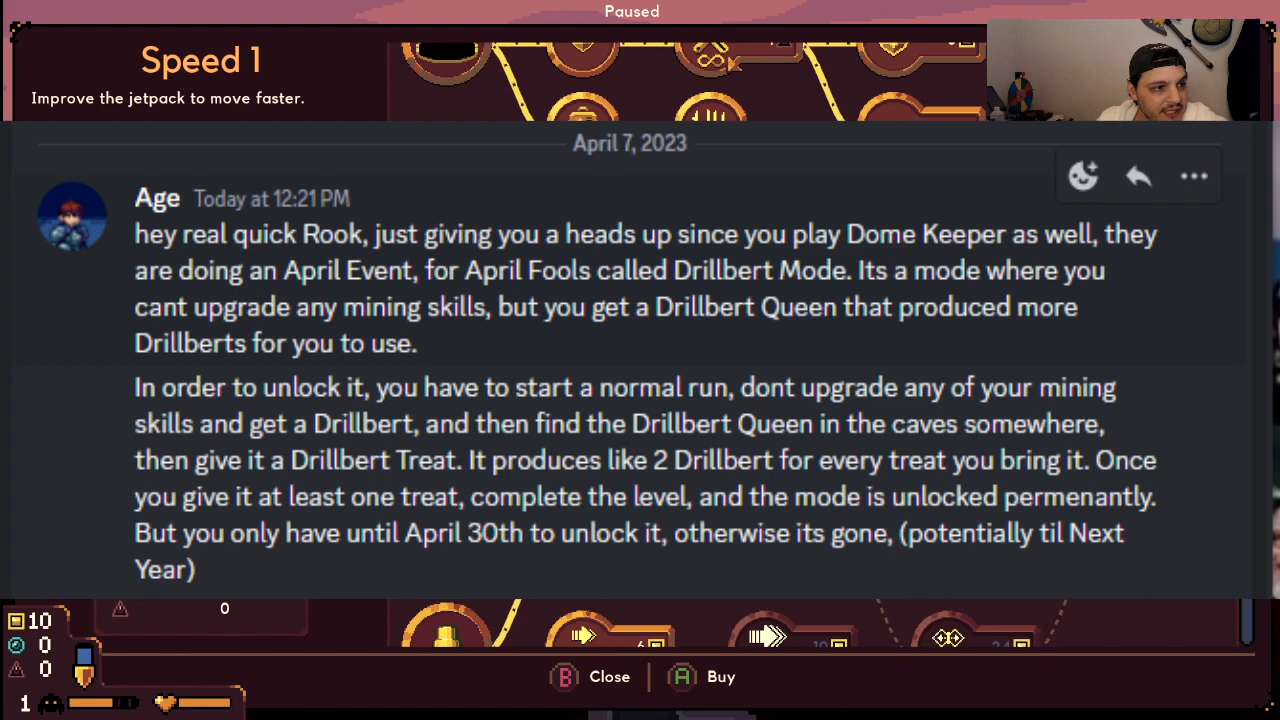 Paused
Speed 1
Improve the jetpack to move faster.
April 7, 2023
Age Today at 12:21 PM
hey real quick Rook, just giving you a heads up since you play Dome Keeper as well, they
are doing an April Event, for April Fools called Drillbert Mode. Its a mode where you
cant upgrade any mining skills, but you get a Drillbert Queen that produced more
Drillberts for you to use.
In order to unlock it, you have to start a normal run, dont upgrade any of your mining
skills and get a Drillbert, and then find the Drillbert Queen in the caves somewhere,
then give it a Drillbert Treat. It produces like 2 Drillbert for every treat you bring it. Once
you give it at least one treat, complete the level, and the mode is unlocked permenantly.
But you only have until April 30th to unlock it, otherwise its gone, (potentially til Next
Year)
0
10
0
0
1
B Close | A Buy